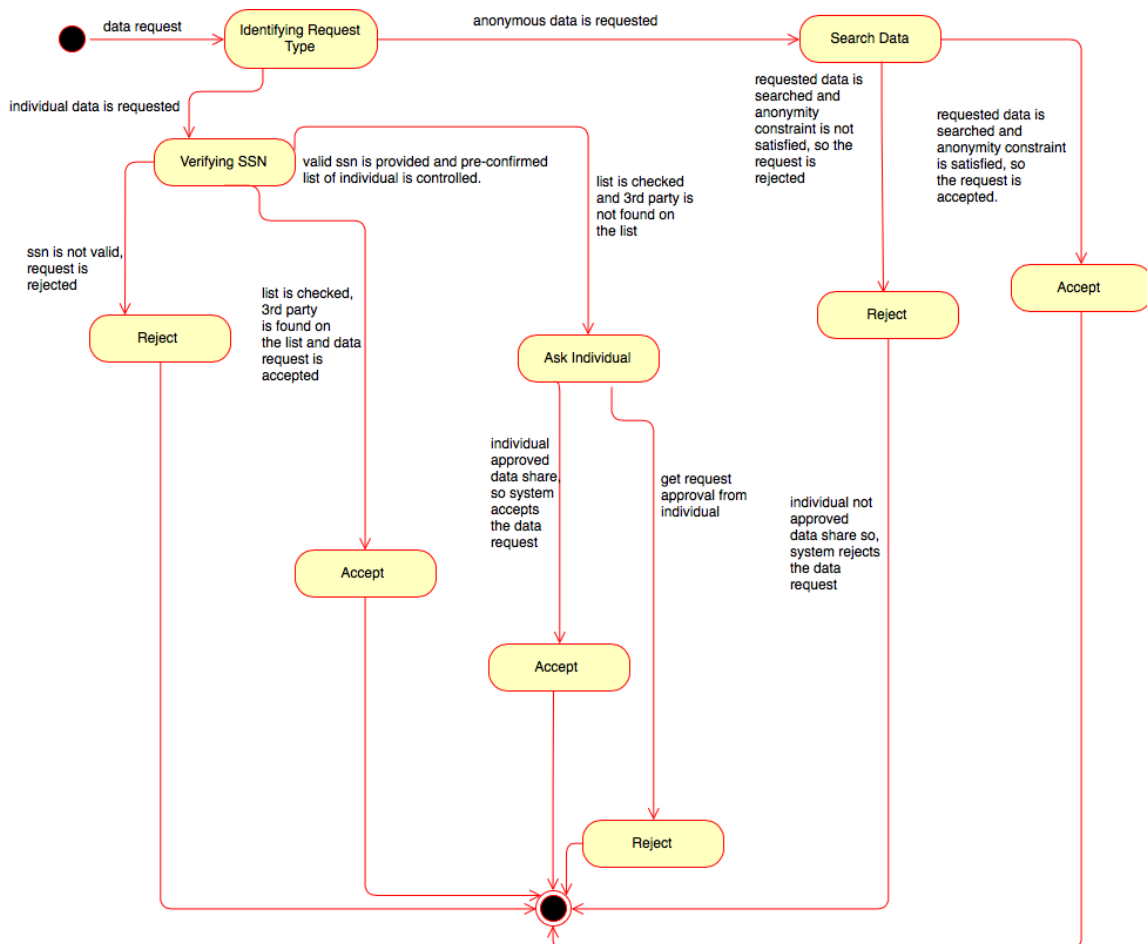 data request
Identifying Request
Type
anonymous data is requested
Search Data
individual data is requested
Verifying SSN
valid ssn is provided and pre-confirmed
list of individual is controlled.
list is checked
and 3rd party is
not found on
the list
requested data is
searched and
anonymity
constraint is not
satisfied, so the
request is
rejected
requested data is
searched and
anonymity constraint
is satisfied, so
the request is
accepted.
ssn is not valid,
request is
rejected
Reject
list is checked,
3rd party
is found on
the list and data
request is
accepted
Ask Individual
Reject
Accept
individual
approved
data share,
so system
accepts
the data
request
get request
approval from
individual
individual not
approved
data share so,
system rejects
the data
request
Accept
Accept
Reject